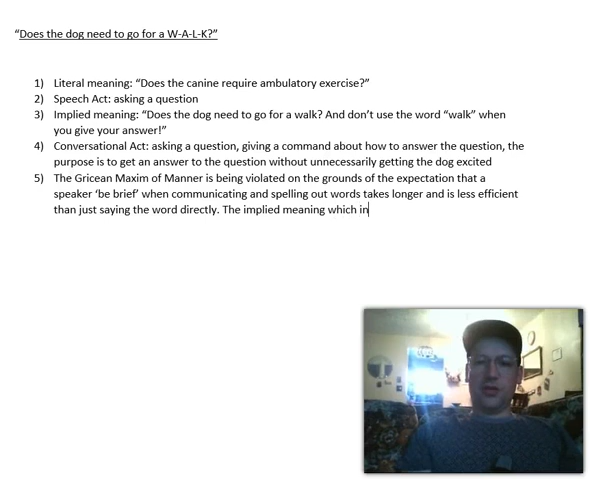 “Does the dog need to go for a W-A-L-K?”
1) Literal meaning: “Does the canine require ambulatory exercise?”
2) Speech Act: asking a question
3) Implied meaning: “Does the dog need to go for a walk? And don’t use the word “walk” when
you give your answer!”
4) Conversational Act: asking a question, giving a command about how to answer the question, the
purpose is to get an answer to the question without unnecessarily getting the dog excited
5) The Gricean Maxim of Manner is being violated on the grounds of the expectation that a
speaker ‘be brief’ when communicating and spelling out words takes longer and is less efficient
than just saying the word directly. The implied meaning which in